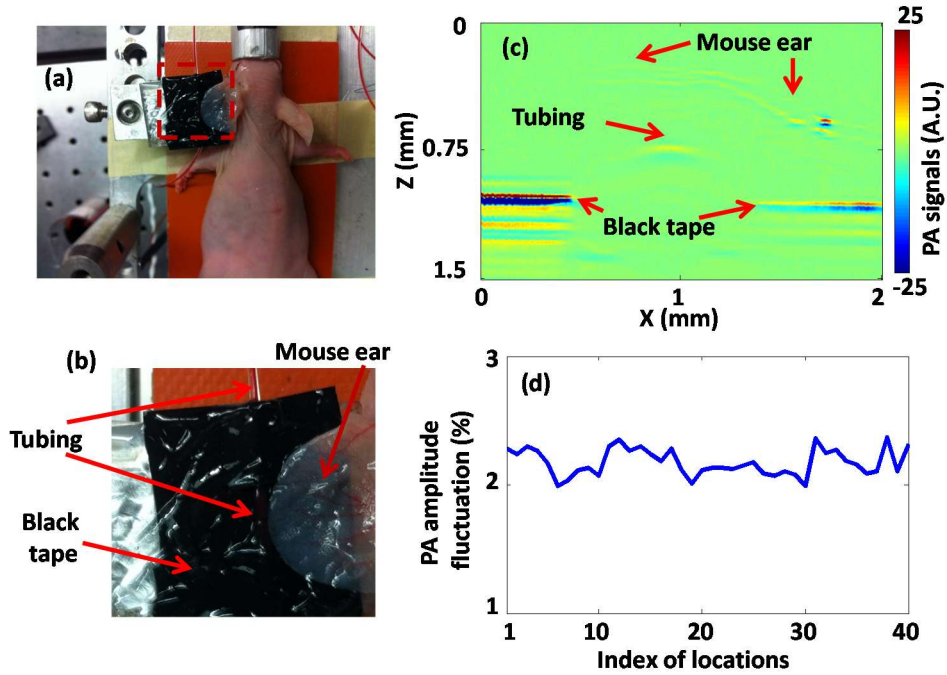 (a)
(b)
Mouse ear
Tubing
Black
tape
(c)
0
0.75
1.5
Z (mm)
Mouse ear
Tubing
Black tape
0
1
2
X (mm)
25
-25
PA signals (A.U.)
(d)
3
2
1
PA amplitude
fluctuation (%)
1
10
20
30
40
Index of locations